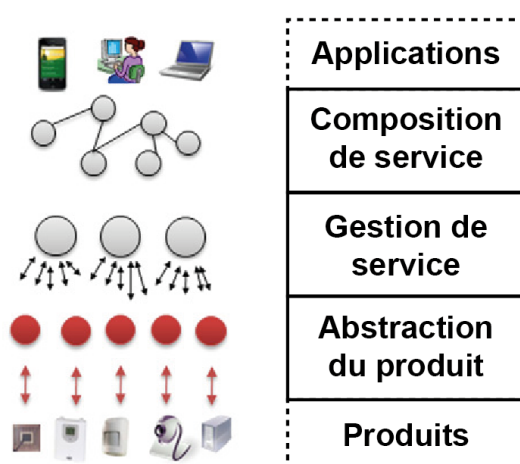 Applications
Composition
de service
Gestion de
service
Abstraction
du produit
Produits